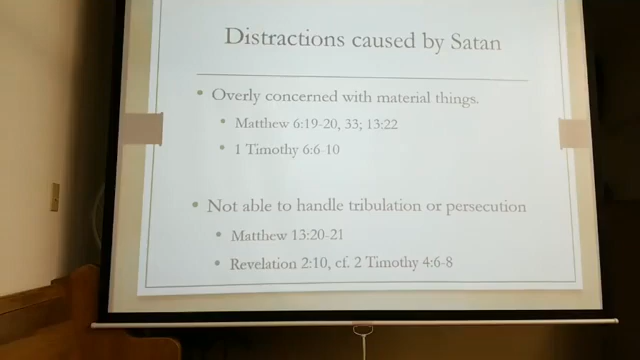 Distractions caused by Satan
• Overly concerned with material things.
• Matthew 6:19-20, 33; 13:22
• 1 Timothy 6:6-10
• Not able to handle tribulation or persecution
• Matthew 13:20-21
• Revelation 2:10, cf. 2 Timothy 4:6-8